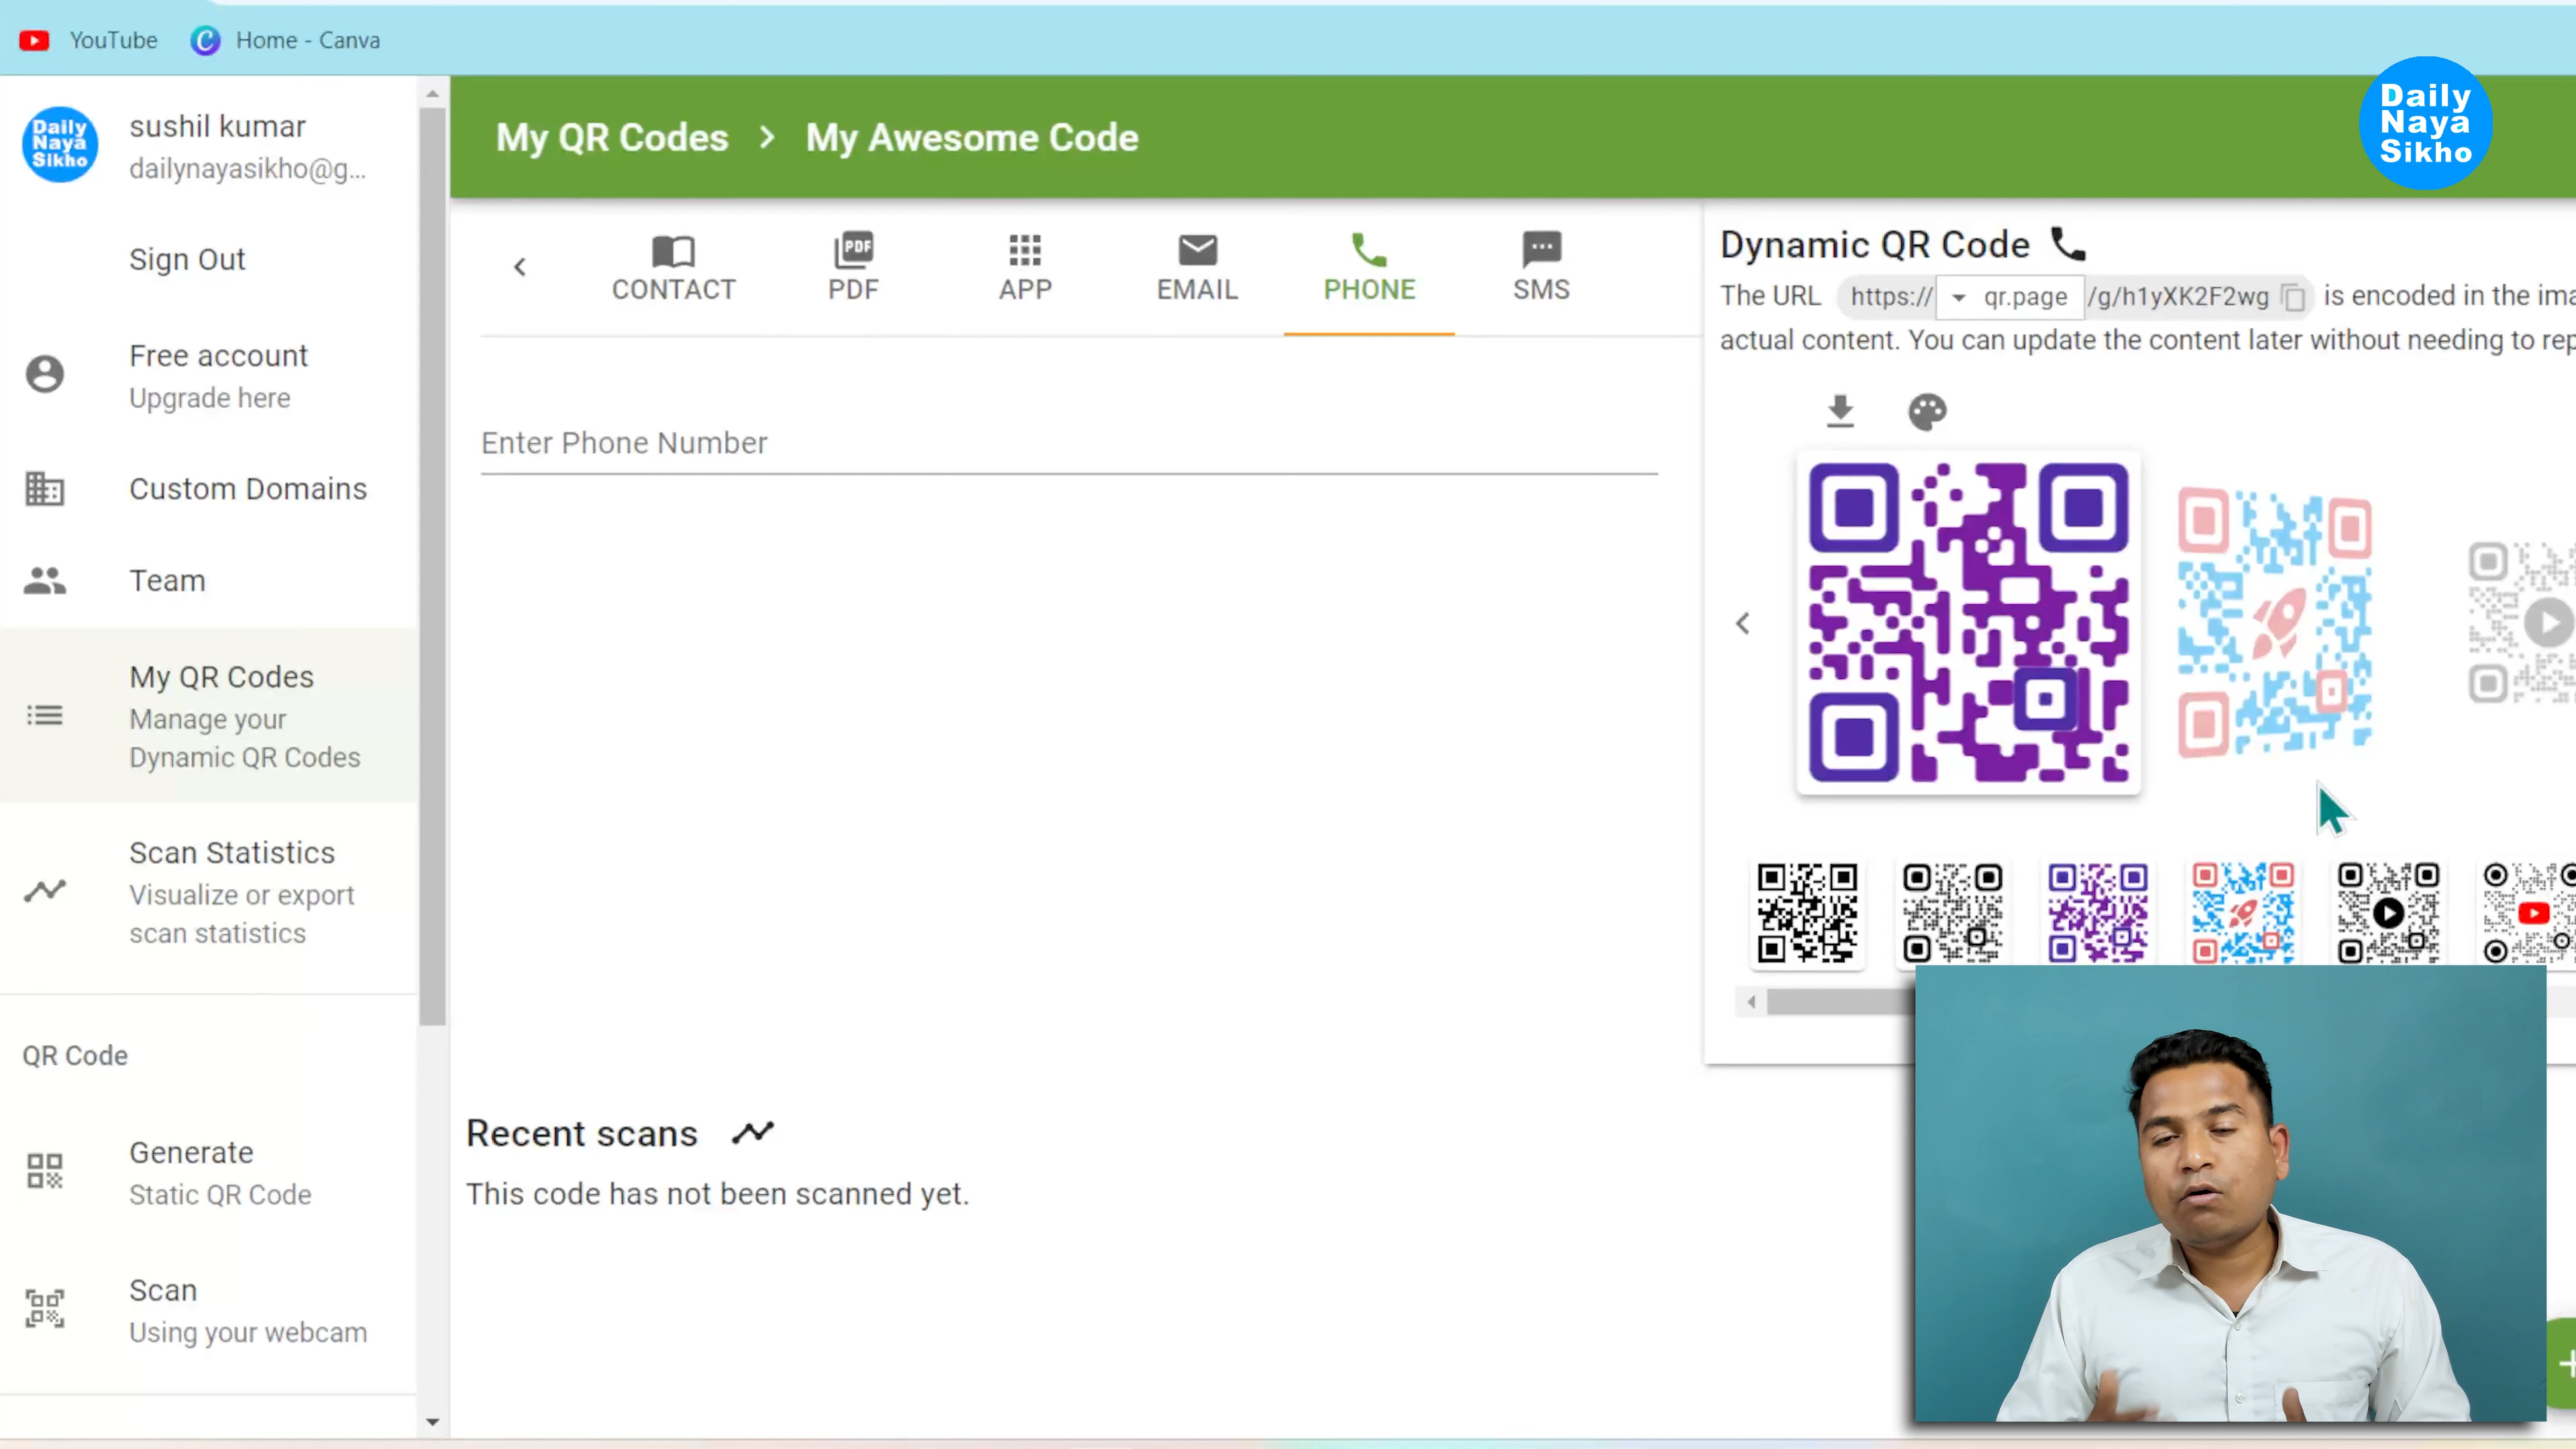 YouTube
Home - Canva
Daily
Naya
Sikho
sushil kumar
dailynayasikho@g...
Sign Out
Free account
Upgrade here
Custom Domains
Team
My QR Codes
Manage your
Dynamic QR Codes
Scan Statistics
Visualize or export
scan statistics
QR Code
Generate
Static QR Code
Scan
Using your webcam
My QR Codes > My Awesome Code
Daily
Naya
Sikho
CONTACT
PDF
PDF
APP
EMAIL
PHONE
SMS
Enter Phone Number
Recent scans
This code has not been scanned yet.
Dynamic QR Code
The URL https:// qr.page /g/h1yXK2F2wg is encoded in the
actual content. You can update the content later without needing to